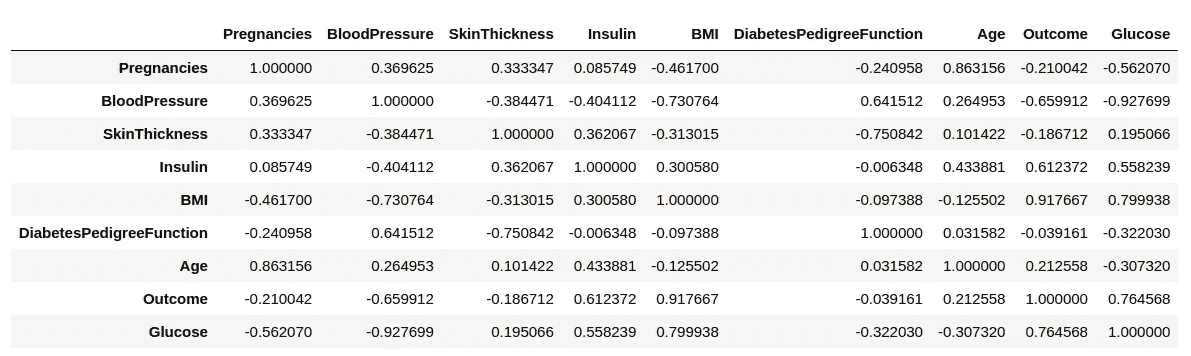 Pregnancies BloodPressure SkinThickness Insulin BMI DiabetesPedigreeFunction Age Outcome Glucose
Pregnancies 1.000000 0.369625 0.333347 0.085749 -0.461700 -0.240958 0.863156 -0.210042 -0.562070
BloodPressure 0.369625 1.000000 -0.384471 -0.404112 -0.730764 0.641512 0.264953 -0.659912 -0.927699
SkinThickness 0.333347 -0.384471 1.000000 0.362067 -0.313015 -0.750842 0.101422 -0.186712 0.195066
Insulin 0.085749 -0.404112 0.362067 1.000000 0.300580 -0.006348 0.433881 0.612372 0.558239
BMI -0.461700 -0.730764 -0.313015 0.300580 1.000000 -0.097388 -0.125502 0.917667 0.799938
DiabetesPedigreeFunction -0.240958 0.641512 -0.750842 -0.006348 -0.097388 1.000000 0.031582 -0.039161 -0.322030
Age 0.863156 0.264953 0.101422 0.433881 -0.125502 0.031582 1.000000 0.212558 -0.307320
Outcome -0.210042 -0.659912 -0.186712 0.612372 0.917667 -0.039161 0.212558 1.000000 0.764568
Glucose -0.562070 -0.927699 0.195066 0.558239 0.799938 -0.322030 -0.307320 0.764568 1.000000